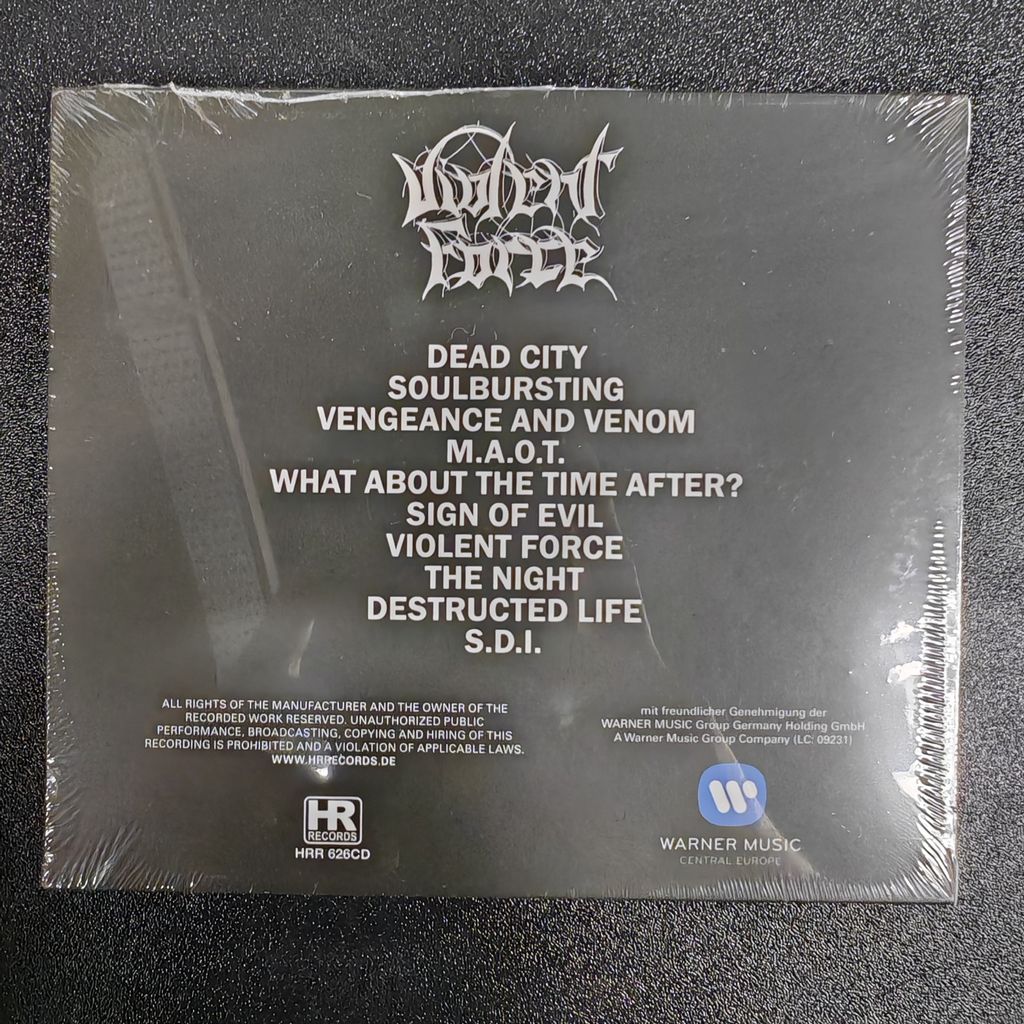 Violent
Force
DEAD CITY
SOULBURSTING
VENGEANCE AND VENOM
M.A.O.T.
WHAT ABOUT THE TIME AFTER?
SIGN OF EVIL
VIOLENT FORCE
THE NIGHT
DESTRUCTED LIFE
S.D.I.
ALL RIGHTS OF THE MANUFACTURER AND THE OWNER OF THE
RECORDED WORK RESERVED. UNAUTHORIZED PUBLIC
PERFORMANCE, BROADCASTING, COPYING AND HIRING OF THIS
RECORDING IS PROHIBITED AND A VIOLATION OF APPLICABLE LAWS.
WWW.HRRECORDS.DE
HR
RECORDS
HRR 626CD
mit freundlicher Genehmigung der
WARNER MUSIC Group Germany Holding GmbH
A Warner Music Group Company (LC: 09231)
WARNER MUSIC
CENTRAL EUROPE